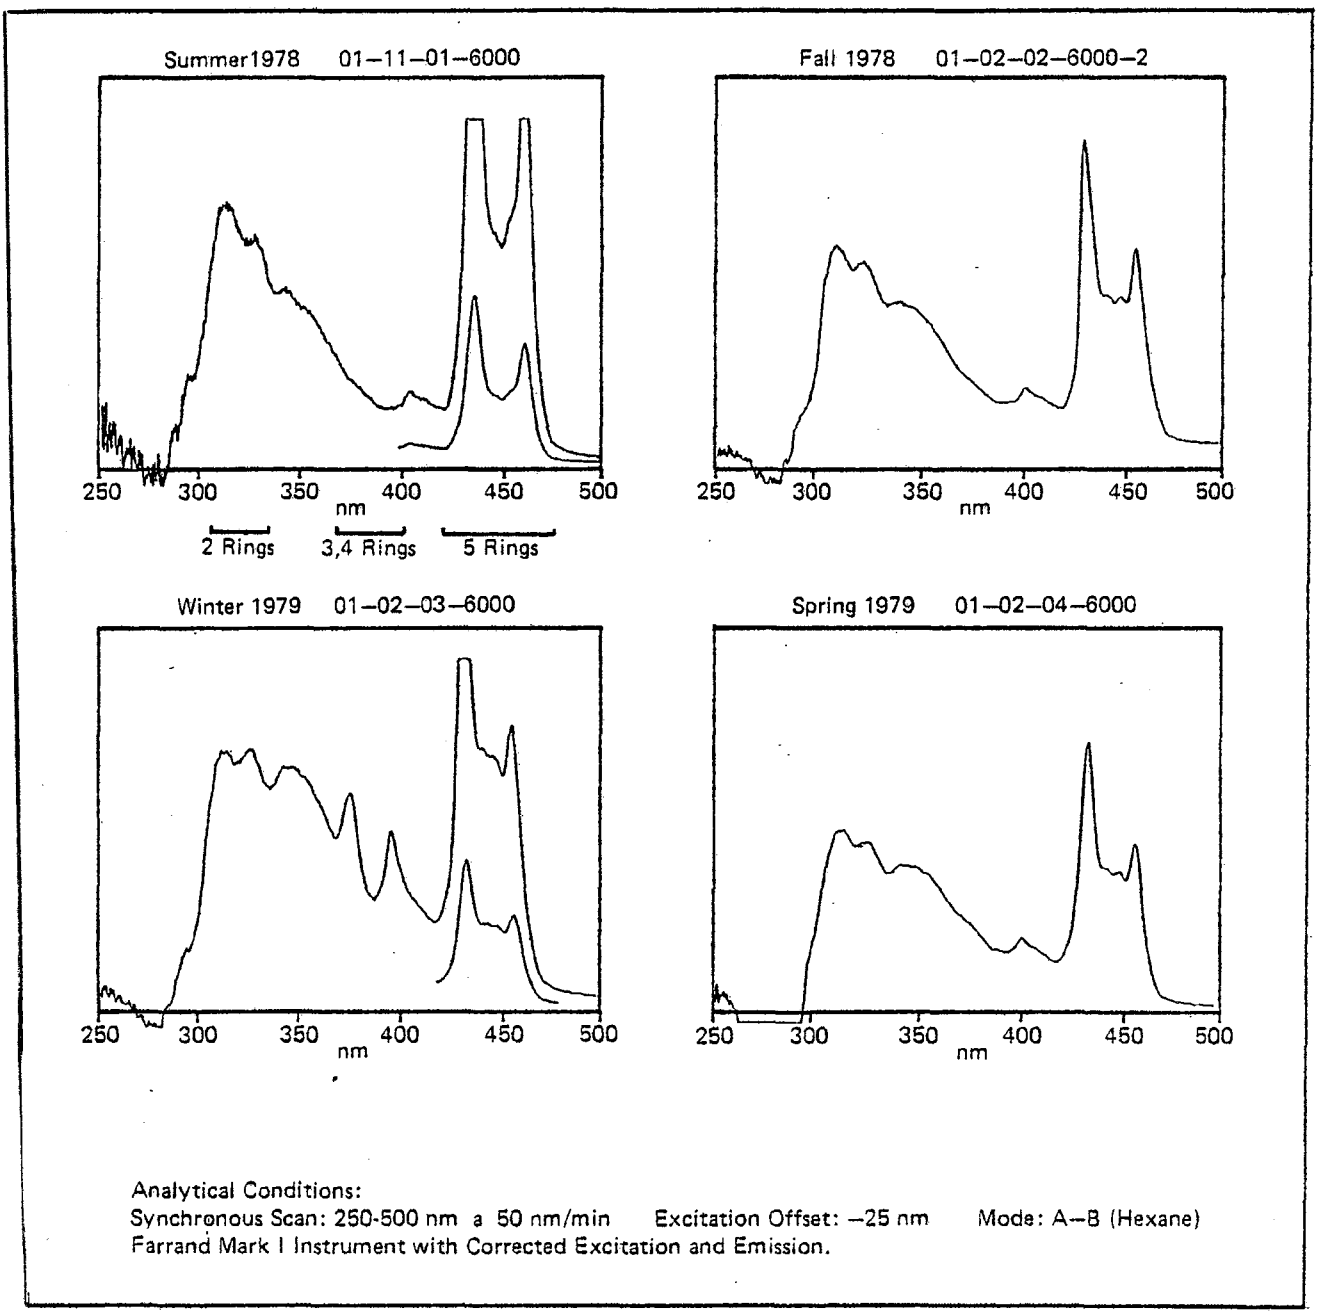 Summer1978 01–11–01–6000
Fall 1978 01–02–02–6000–2
250 300 350 400 450 500
nm
250 300 350 400 450 500
nm
2 Rings 3,4 Rings 5 Rings
Winter 1979 01–02–03–6000
Spring 1979 01–02–04–6000
250 300 350 400 450 500
nm
250 300 350 400 450 500
nm
Analytical Conditions:
Synchronous Scan: 250-500 nm a 50 nm/min Excitation Offset: –25 nm Mode: A–B (Hexane)
Farrand Mark I Instrument with Corrected Excitation and Emission.